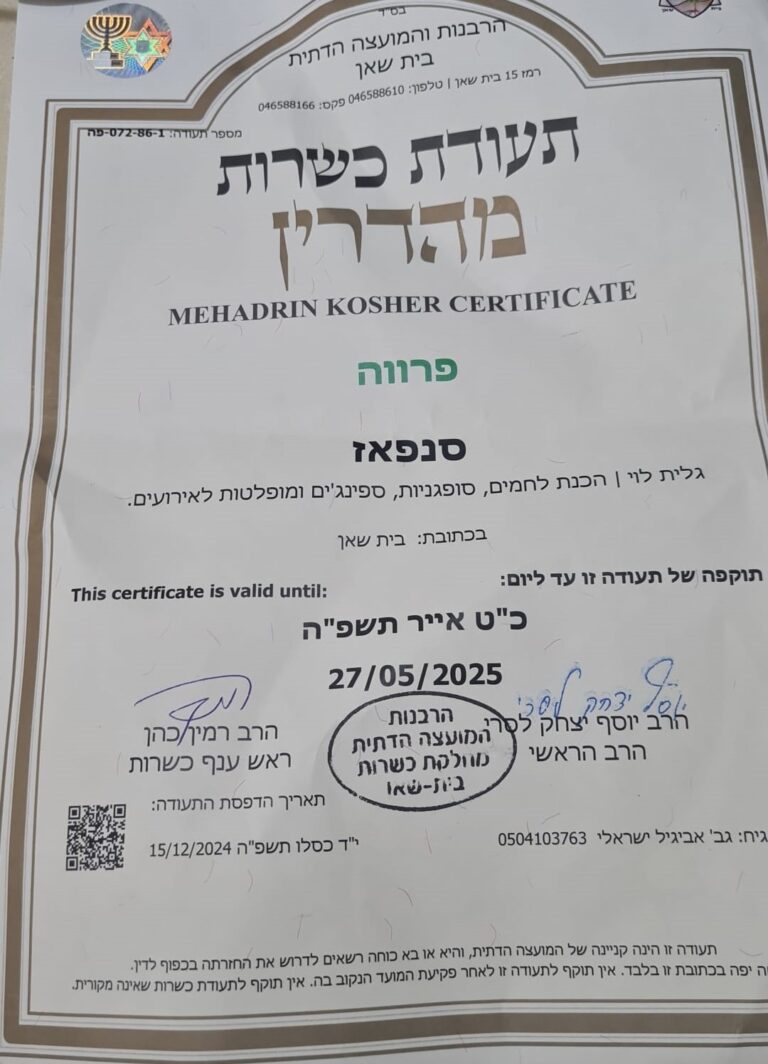 בס"ד
הרבנות והמועצה הדתית
בית שאן
רמז 15 בית שאן | טלפון: 046588610 פקס: 046588166
מספר תעודה: פה-072-86-1
תעודת כשרות
מהדרין
MEHADRIN KOSHER CERTIFICATE
פרווה
סנפאז
גלית לוי | הכנת לחמים, סופגניות, ספינג'ים ומופלטות לאירועים.
בכתובת: בית שאן
תוקפה של תעודה זו עד ליום:
This certificate is valid until:
כ"ט אייר תשפ"ה
27/05/2025
יוסף יצחק לסרי
הרב יוסף יצחק לסרי
הרב הראשי
הרבנות
המועצה הדתית
מחלקת כשרות
בית-שאן
הרב רמין כהן
ראש ענף כשרות
תאריך הדפסת התעודה:
י"ד כסלו תשפ"ה 15/12/2024
גיח: גב' אביגיל ישראלי 0504103763
תעודה זו הינה קניינה של המועצה הדתית, והיא או בא כוחה רשאים לדרוש את החזרתה בכפוף לדין.
יפה בכתובת זו בלבד. אין תוקף לתעודה זו לאחר פקיעת המועד הנקוב בה. אין תוקף לתעודת כשרות שאינה מקורית.